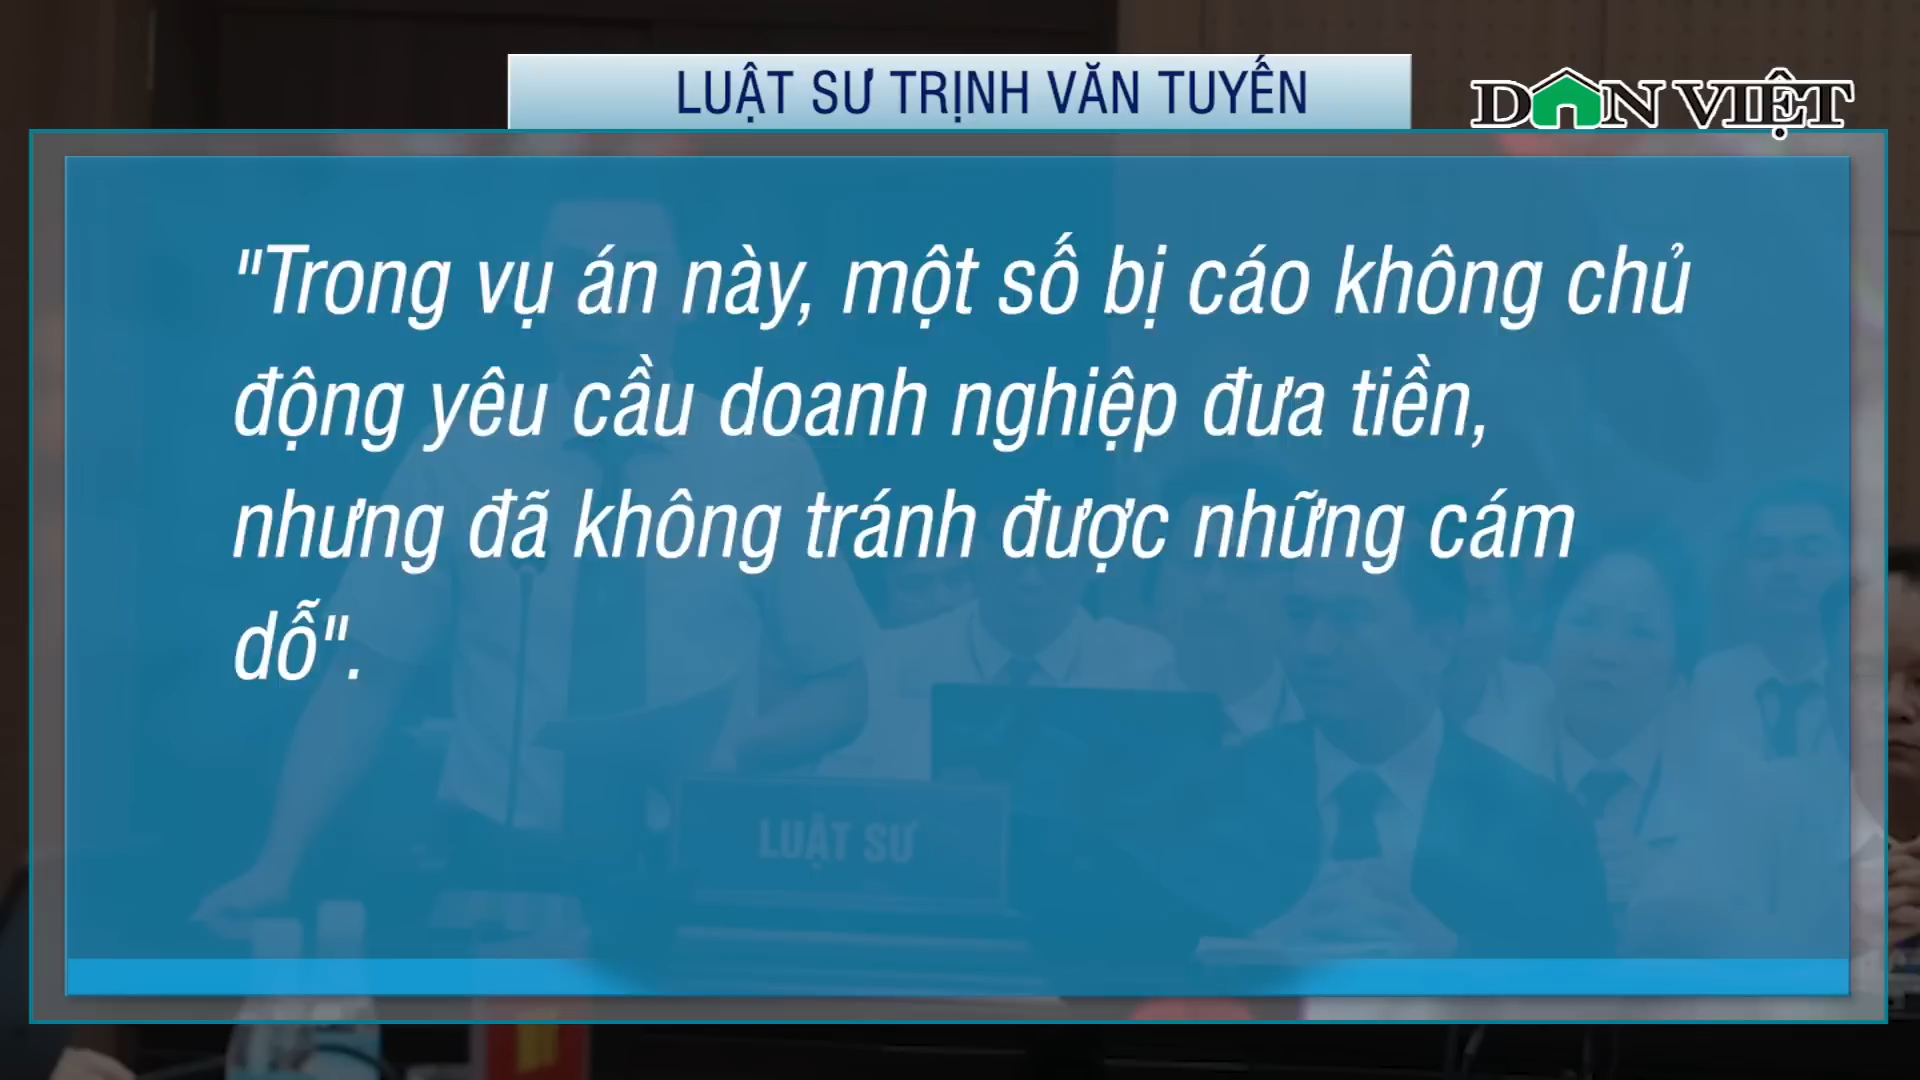 LUẬT SƯ TRỊNH VĂN TUYẾN
DÂN VIỆT
"Trong vụ án này, một số bị cáo không chủ
động yêu cầu doanh nghiệp đưa tiền,
nhưng đã không tránh được những cám
dỗ".
LUẬT SƯ